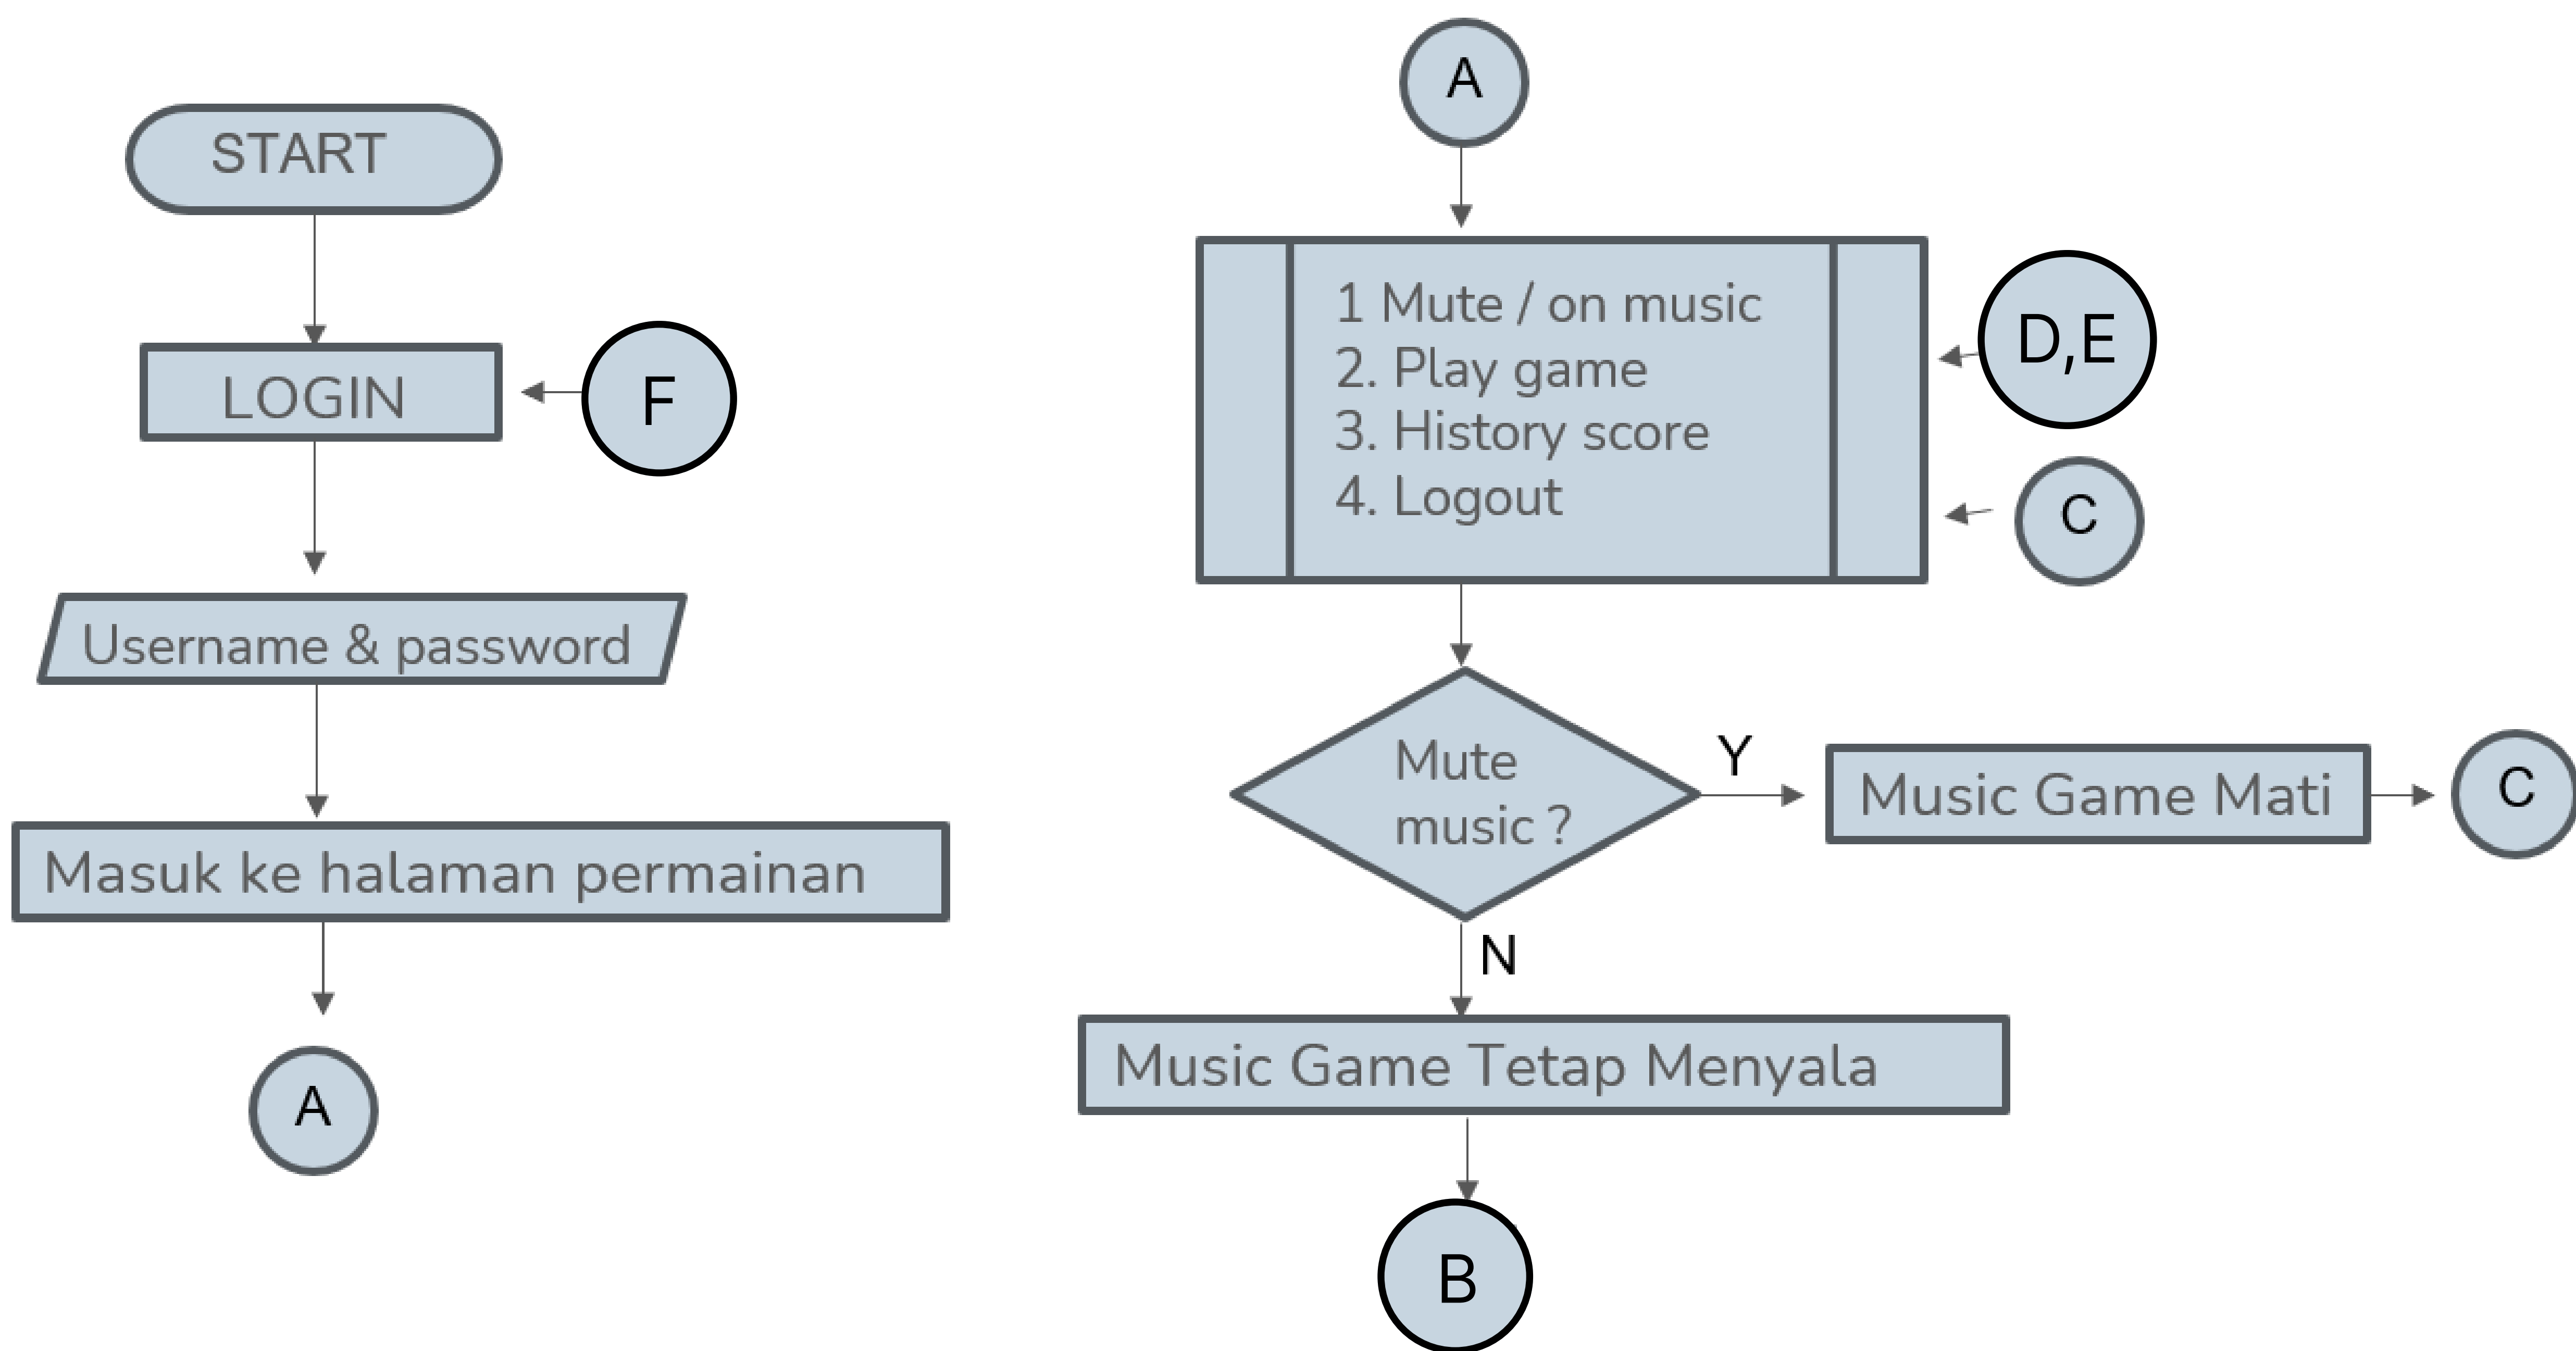 START
LOGIN
F
Username & password
Masuk ke halaman permainan
A
A
1 Mute / on music
2. Play game
3. History score
4. Logout
D,E
C
Mute
music ?
Y
Music Game Mati
C
N
Music Game Tetap Menyala
B